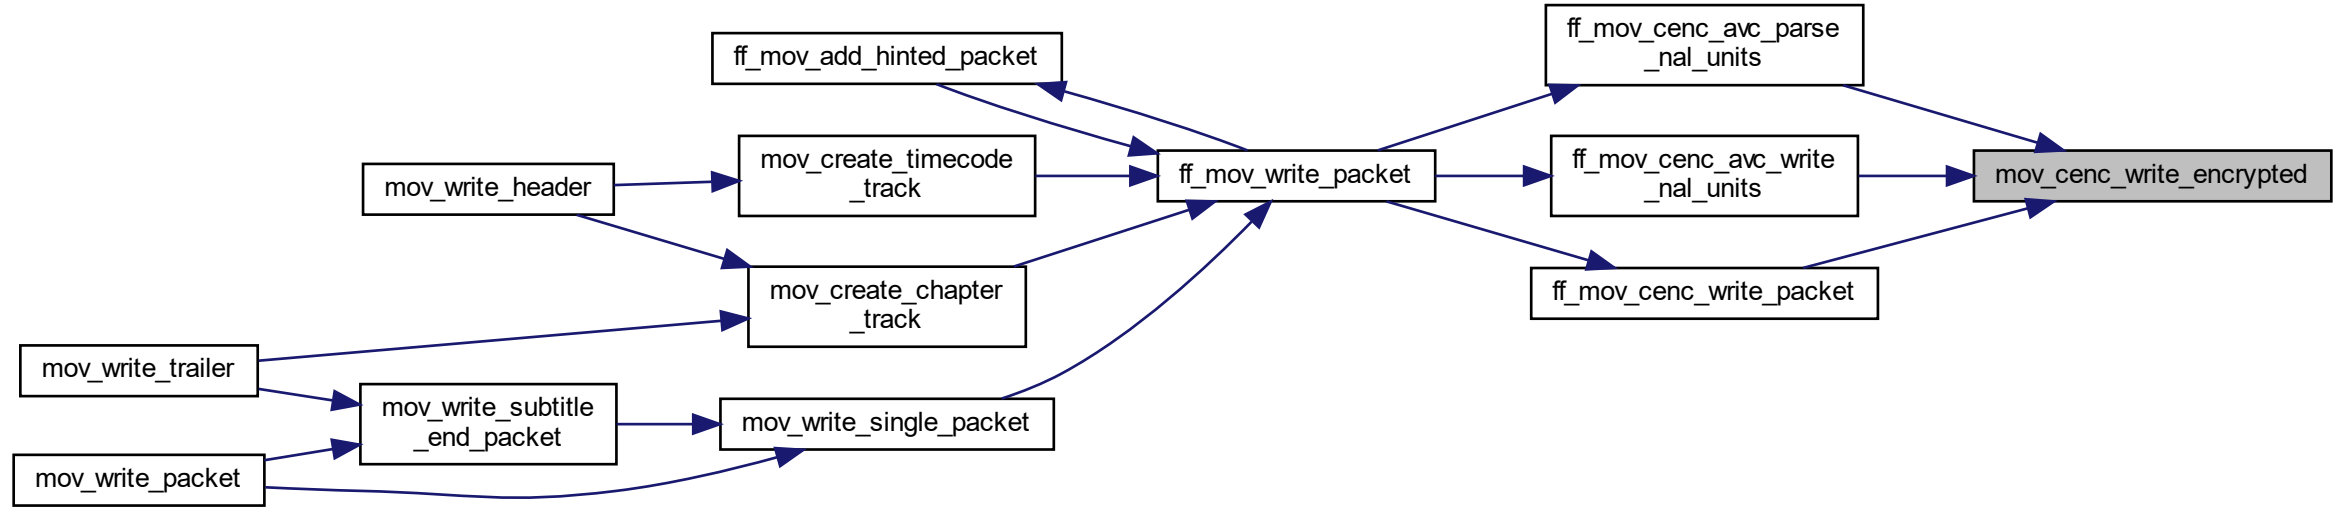 ff_mov_cenc_avc_parse
_nal_units
ff_mov_add_hinted_packet
mov_create_timecode
_track
ff_mov_cenc_avc_write
_nal_units
mov_write_header
ff_mov_write_packet
mov_cenc_write_encrypted
mov_create_chapter
_track
ff_mov_cenc_write_packet
mov_write_trailer
mov_write_subtitle
_end_packet
mov_write_single_packet
mov_write_packet